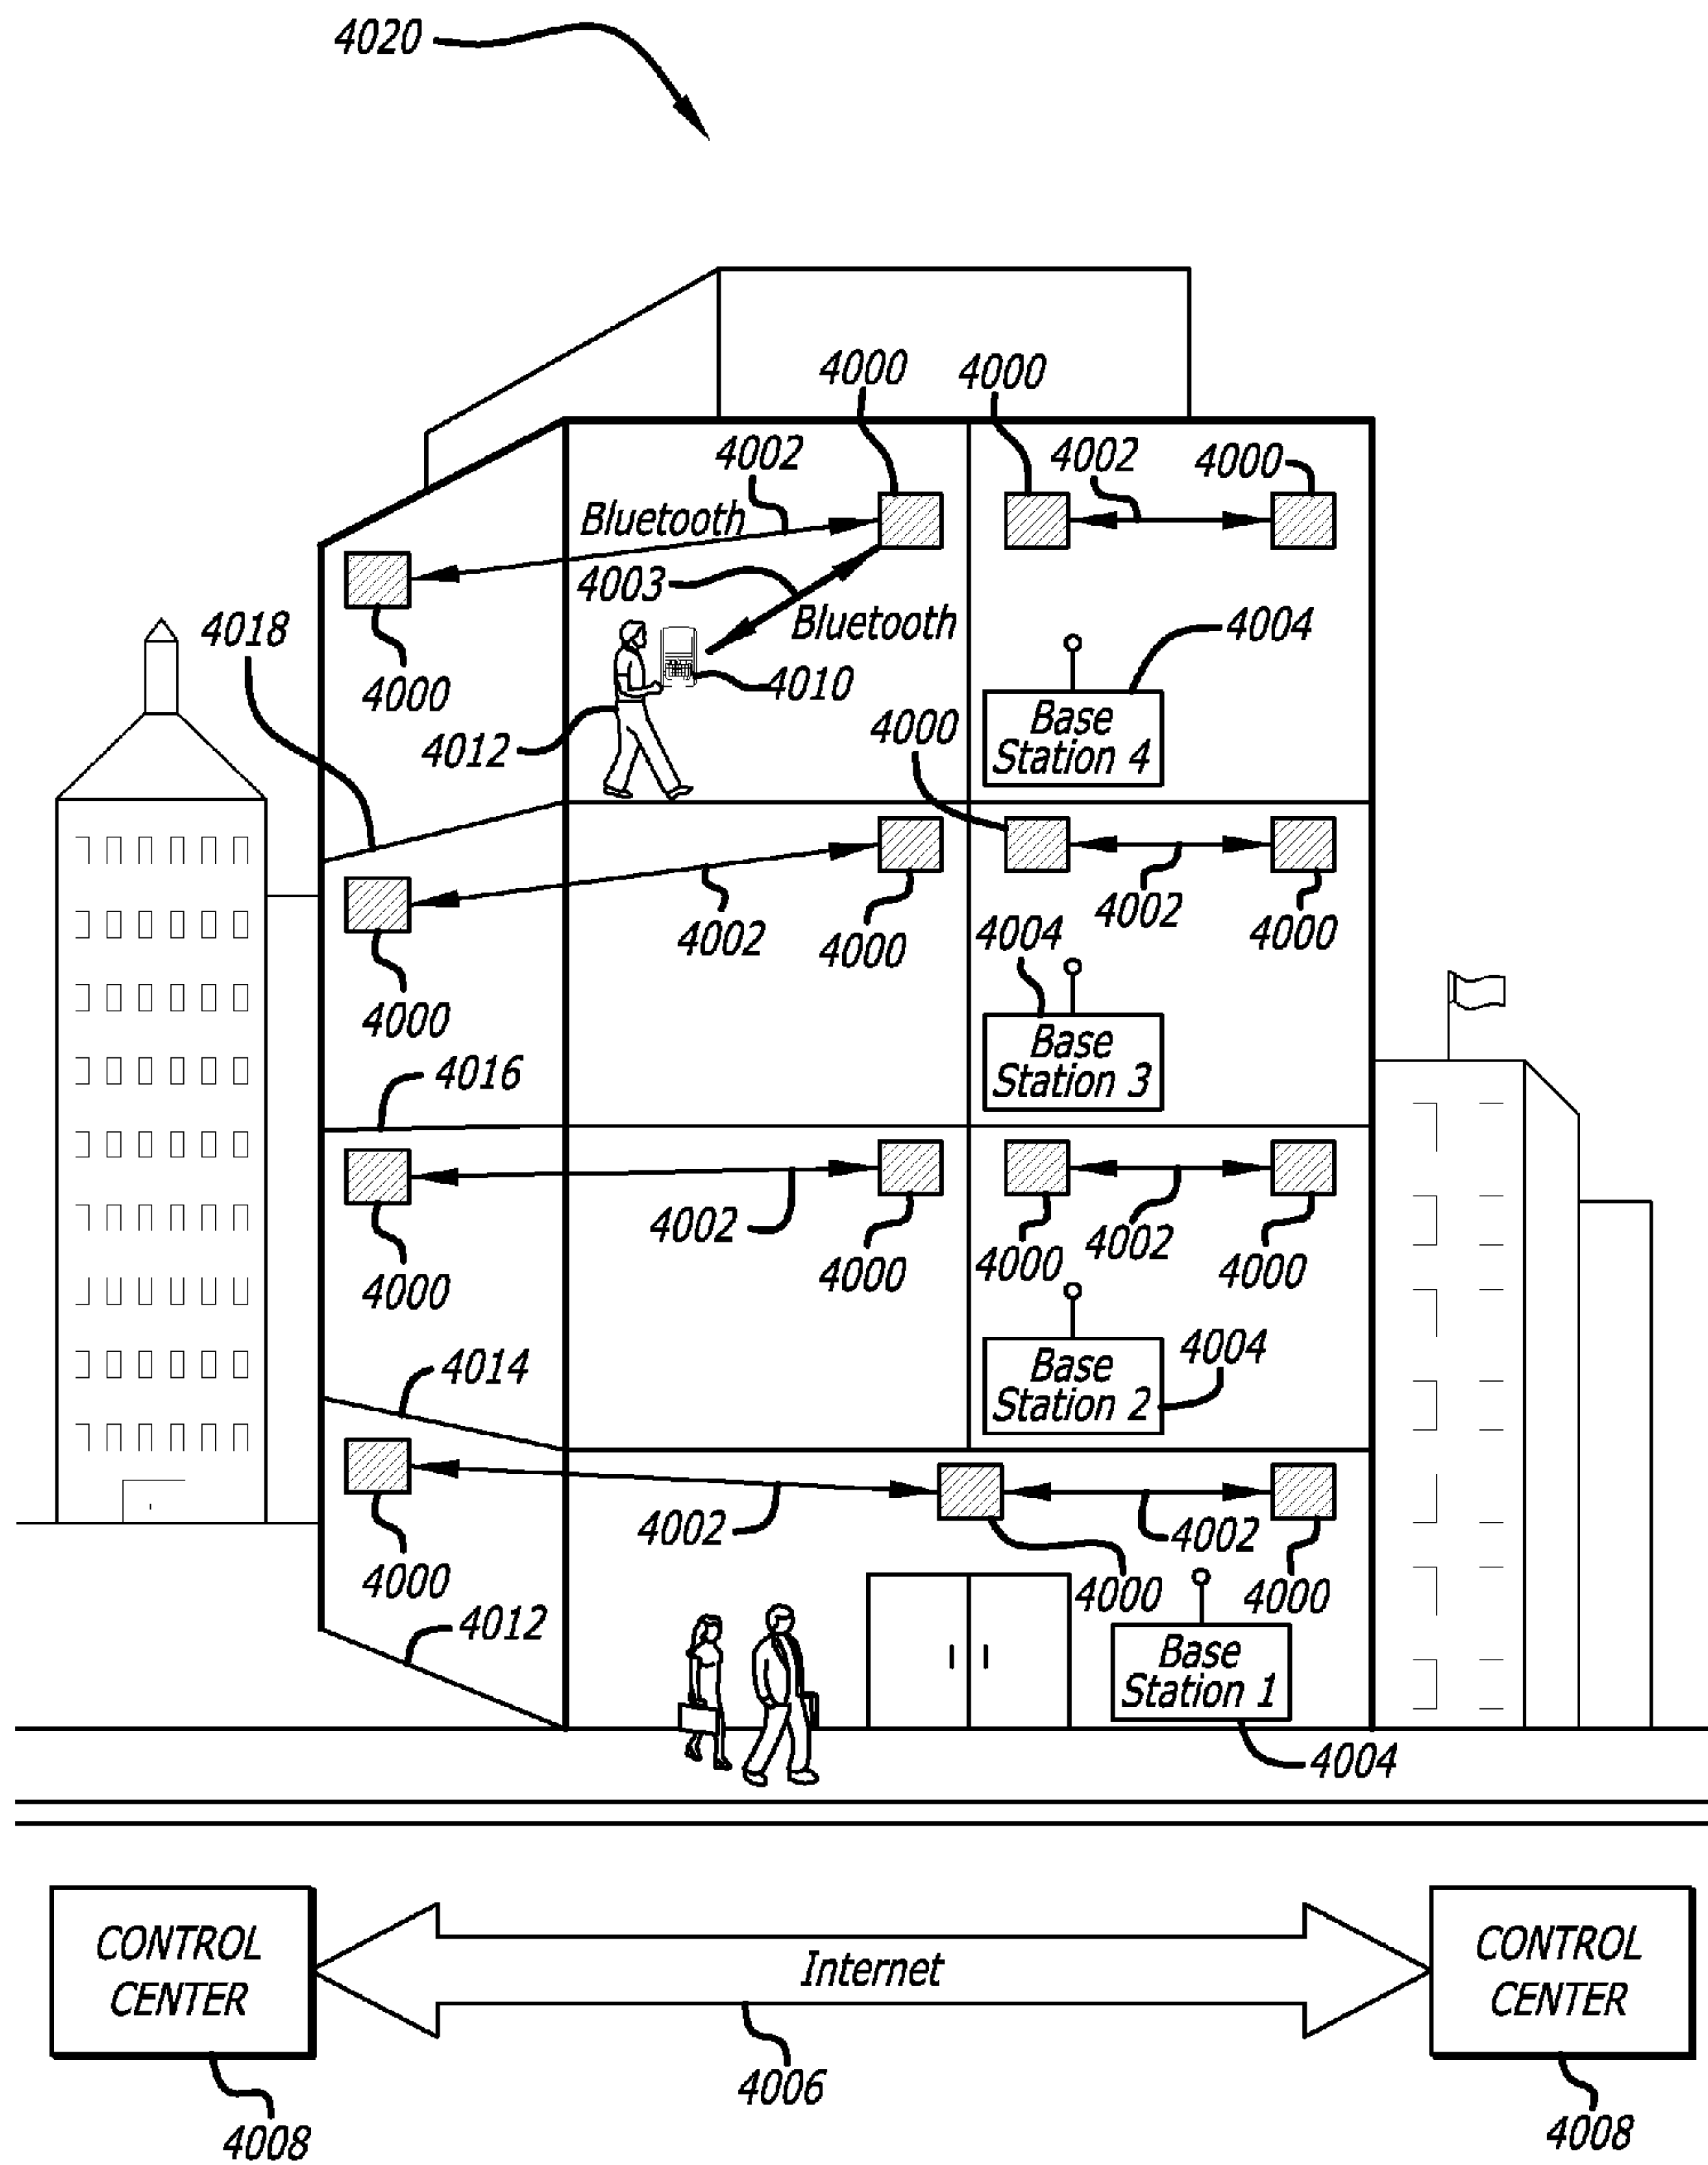 4020
4000 4000
4002 4002 4000
Bluetooth
4003
Bluetooth
4018 4004
4000 4010
4012 4000 Base
Station 4
4002
4002 4000 4004 4000
4000
Base
Station 3
4016
4002 4000 4000 4002 4000
4000
4014 Base
Station 2 4004
4002 4002
4000 4000 4000
4012 Base
Station 1
4004
CONTROL
CENTER
Internet
CONTROL
CENTER
4006
4008 4008